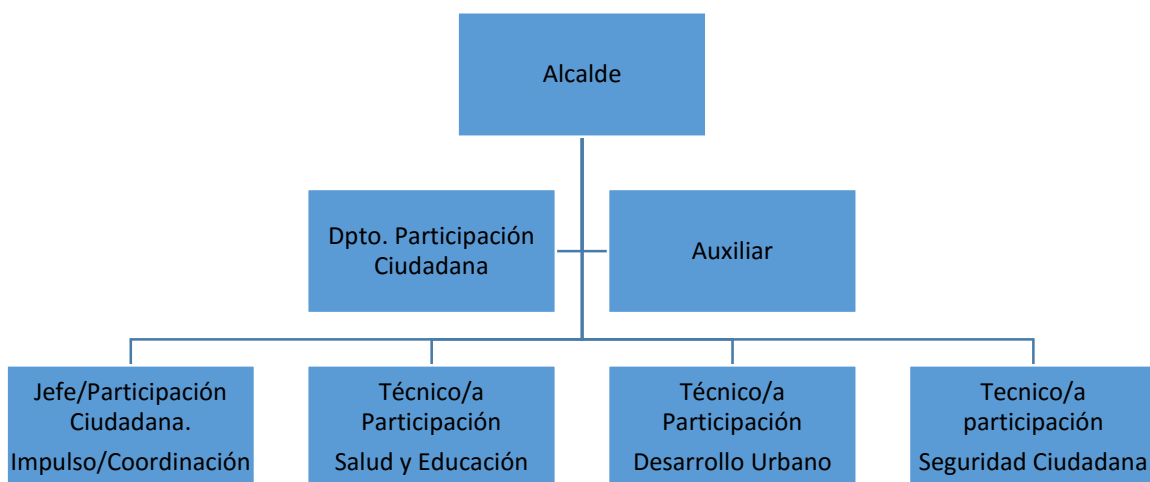 Alcalde
Dpto. Participación
Ciudadana
Auxiliar
Jefe/Participación
Ciudadana.
Impulso/Coordinación
Técnico/a
Participación
Salud y Educación
Técnico/a
Participación
Desarrollo Urbano
Tecnico/a
participación
Seguridad Ciudadana